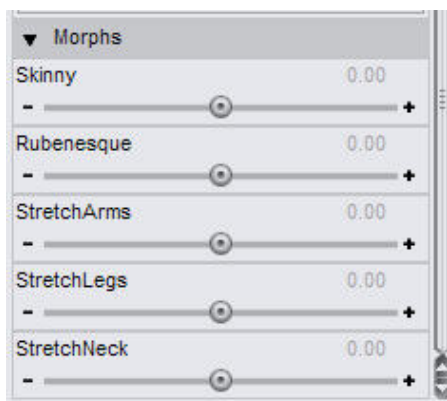 Morphs
Skinny 0.00
- +
Rubenesque 0.00
- +
StretchArms 0.00
- +
StretchLegs 0.00
- +
StretchNeck 0.00
- +